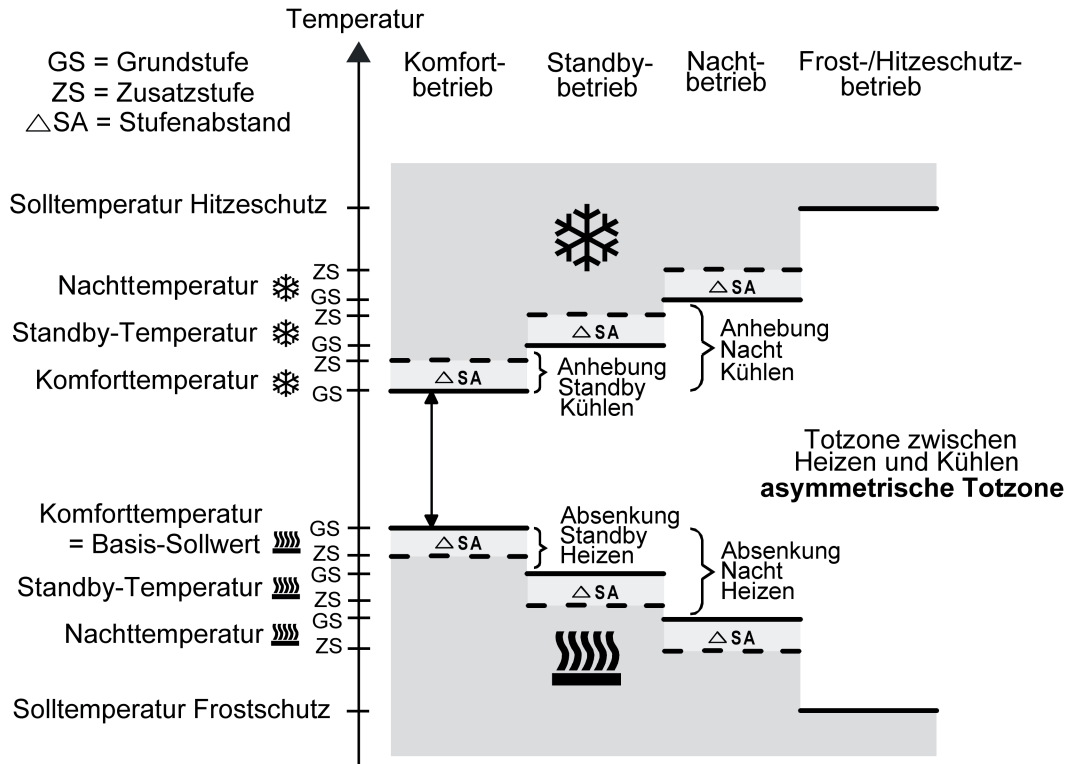 Temperatur
GS = Grundstufe
ZS = Zusatzstufe
△SA = Stufenabstand
Komfort-
betrieb
Standby-
betrieb
Nacht-
betrieb
Frost-/Hitzeschutz-
betrieb
Solltemperatur Hitzeschutz
Nachttemperatur
ZS
GS
△SA
Standby-Temperatur
ZS
GS
△SA
Komforttemperatur
ZS
GS
△SA
Anhebung
Standby
Kühlen
Anhebung
Nacht
Kühlen
Totzone zwischen
Heizen und Kühlen
asymmetrische Totzone
Komforttemperatur
= Basis-Sollwert
GS
ZS
△SA
Absenkung
Standby
Heizen
Absenkung
Nacht
Heizen
Standby-Temperatur
GS
ZS
△SA
Nachttemperatur
GS
ZS
△SA
Solltemperatur Frostschutz